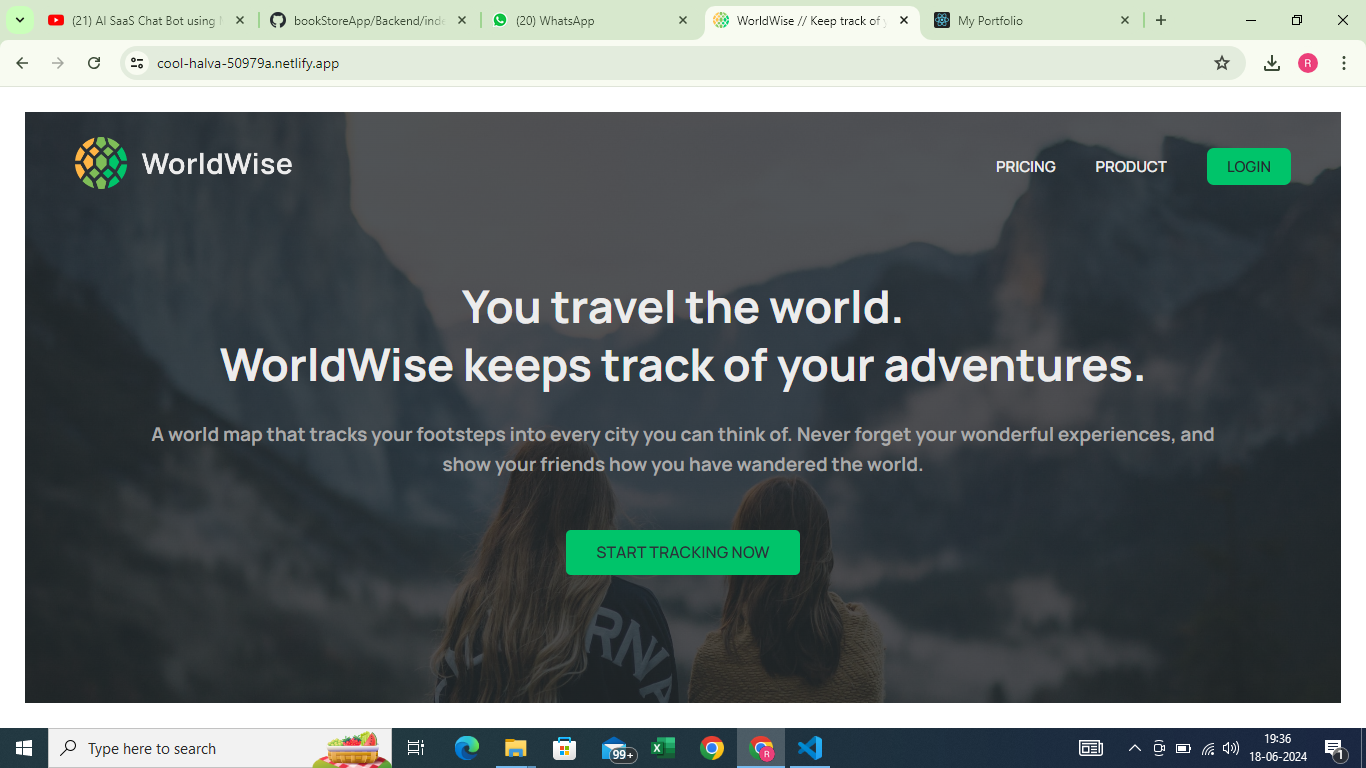 (21) AI SaaS Chat Bot using
bookStoreApp/Backend/inde
(20) WhatsApp
WorldWise // Keep track of y
My Portfolio
cool-halva-50979a.netlify.app
R
WorldWise
PRICING
PRODUCT
LOGIN
You travel the world.
WorldWise keeps track of your adventures.
A world map that tracks your footsteps into every city you can think of. Never forget your wonderful experiences, and
show your friends how you have wandered the world.
START TRACKING NOW
RNA
Type here to search
99+
R
19:36
18-06-2024
1